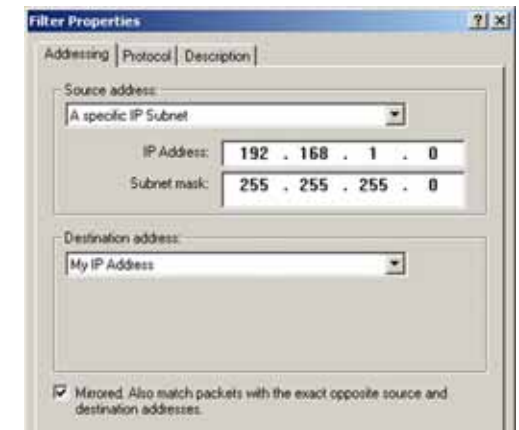 Filter Properties
Addressing Protocol Description
Source address:
A specific IP Subnet
IP Address: 192 . 168 . 1 . 0
Subnet mask: 255 . 255 . 255 . 0
Destination address:
My IP Address
Mirrored. Also match packets with the exact opposite source and
destination addresses.